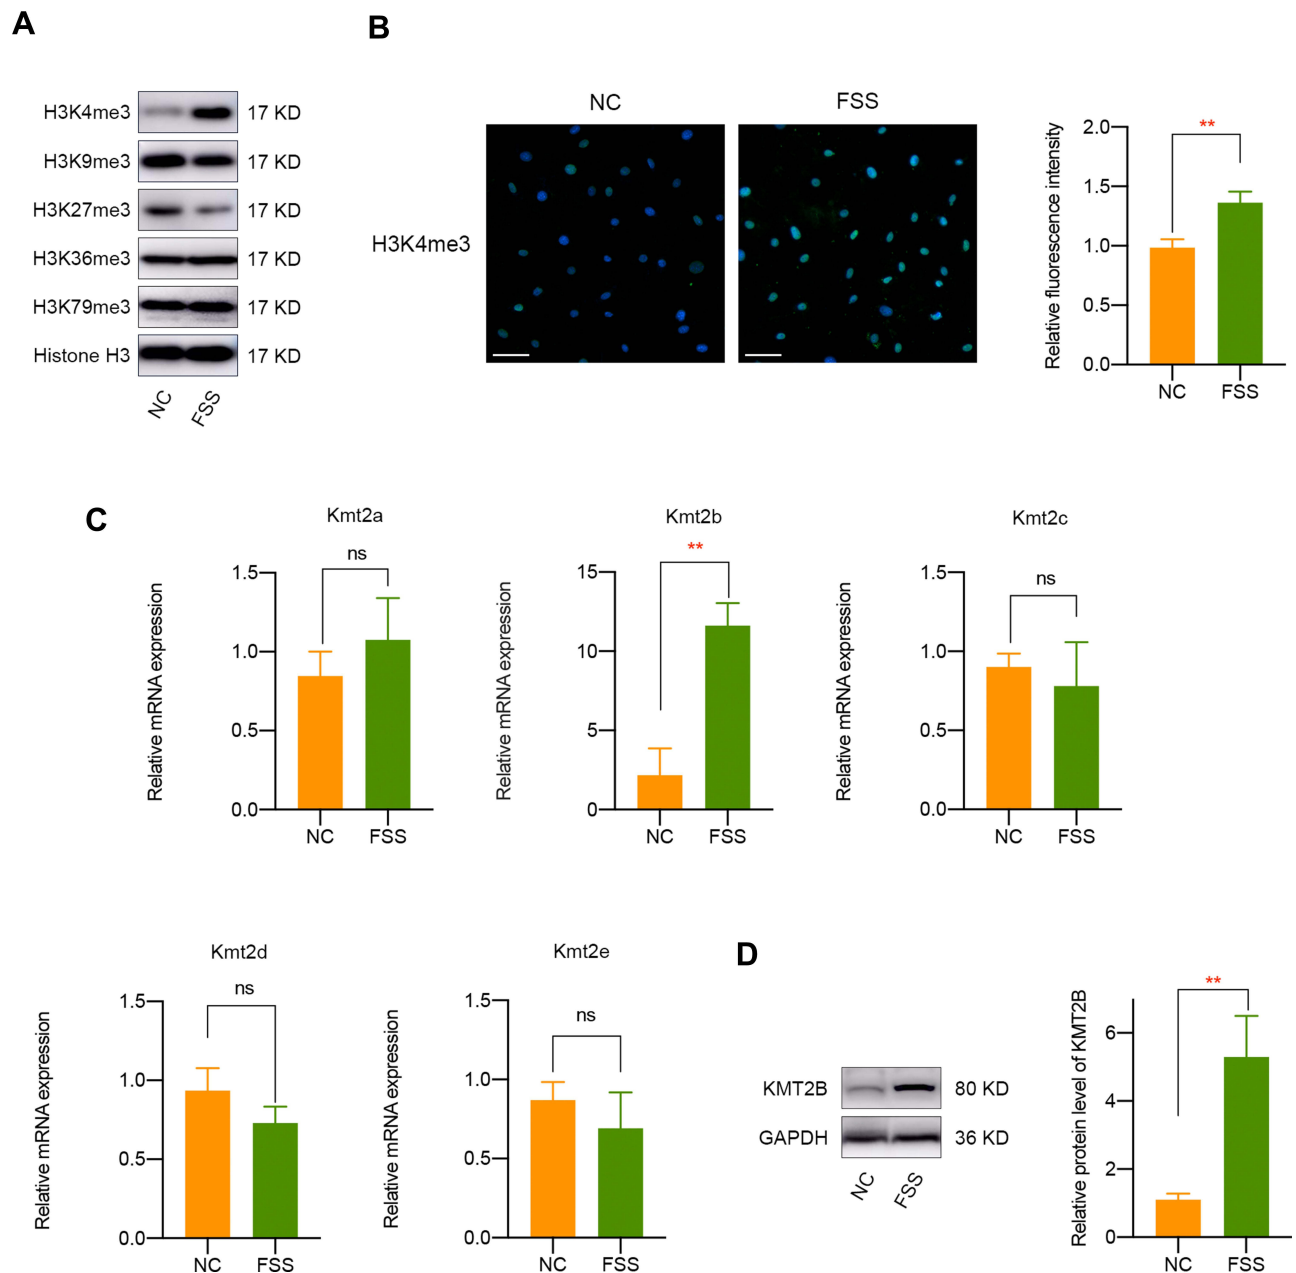 A
B
NC
FSS
H3K4me3 17 KD
H3K9me3 17 KD
H3K27me3 17 KD
H3K36me3 17 KD
H3K79me3 17 KD
Histone H3 17 KD
NC FSS
H3K4me3
Relative fluorescence intensity
2.0
1.5
1.0
0.5
0.0
**
NC FSS
C
Kmt2a
ns
Relative mRNA expression
1.5
1.0
0.5
0.0
NC FSS
Kmt2b
**
Relative mRNA expression
15
10
5
0
NC FSS
Kmt2c
ns
Relative mRNA expression
1.5
1.0
0.5
0.0
NC FSS
Kmt2d
ns
Relative mRNA expression
1.5
1.0
0.5
0.0
NC FSS
Kmt2e
ns
Relative mRNA expression
1.5
1.0
0.5
0.0
NC FSS
D
KMT2B 80 KD
GAPDH 36 KD
NC FSS
Relative protein level of KMT2B
**
6
4
2
0
NC FSS